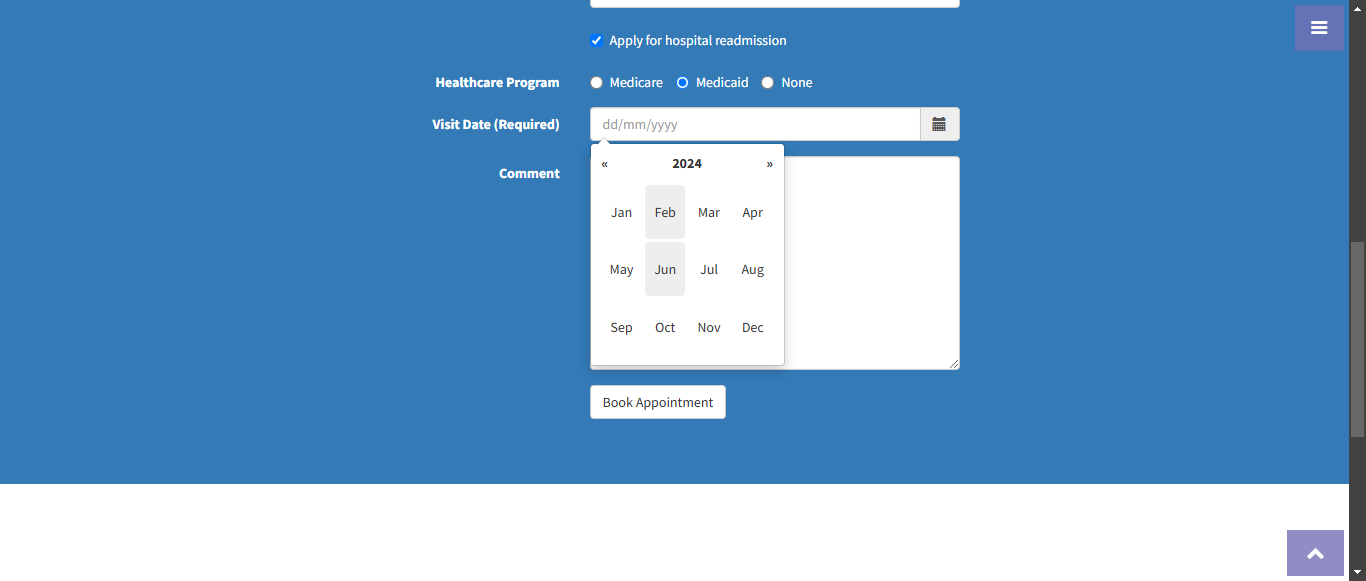 Apply for hospital readmission
Healthcare Program Medicare Medicaid None
Visit Date (Required) dd/mm/yyyy
Comment
« 2024 »
Jan Feb Mar Apr
May Jun Jul Aug
Sep Oct Nov Dec
Book Appointment